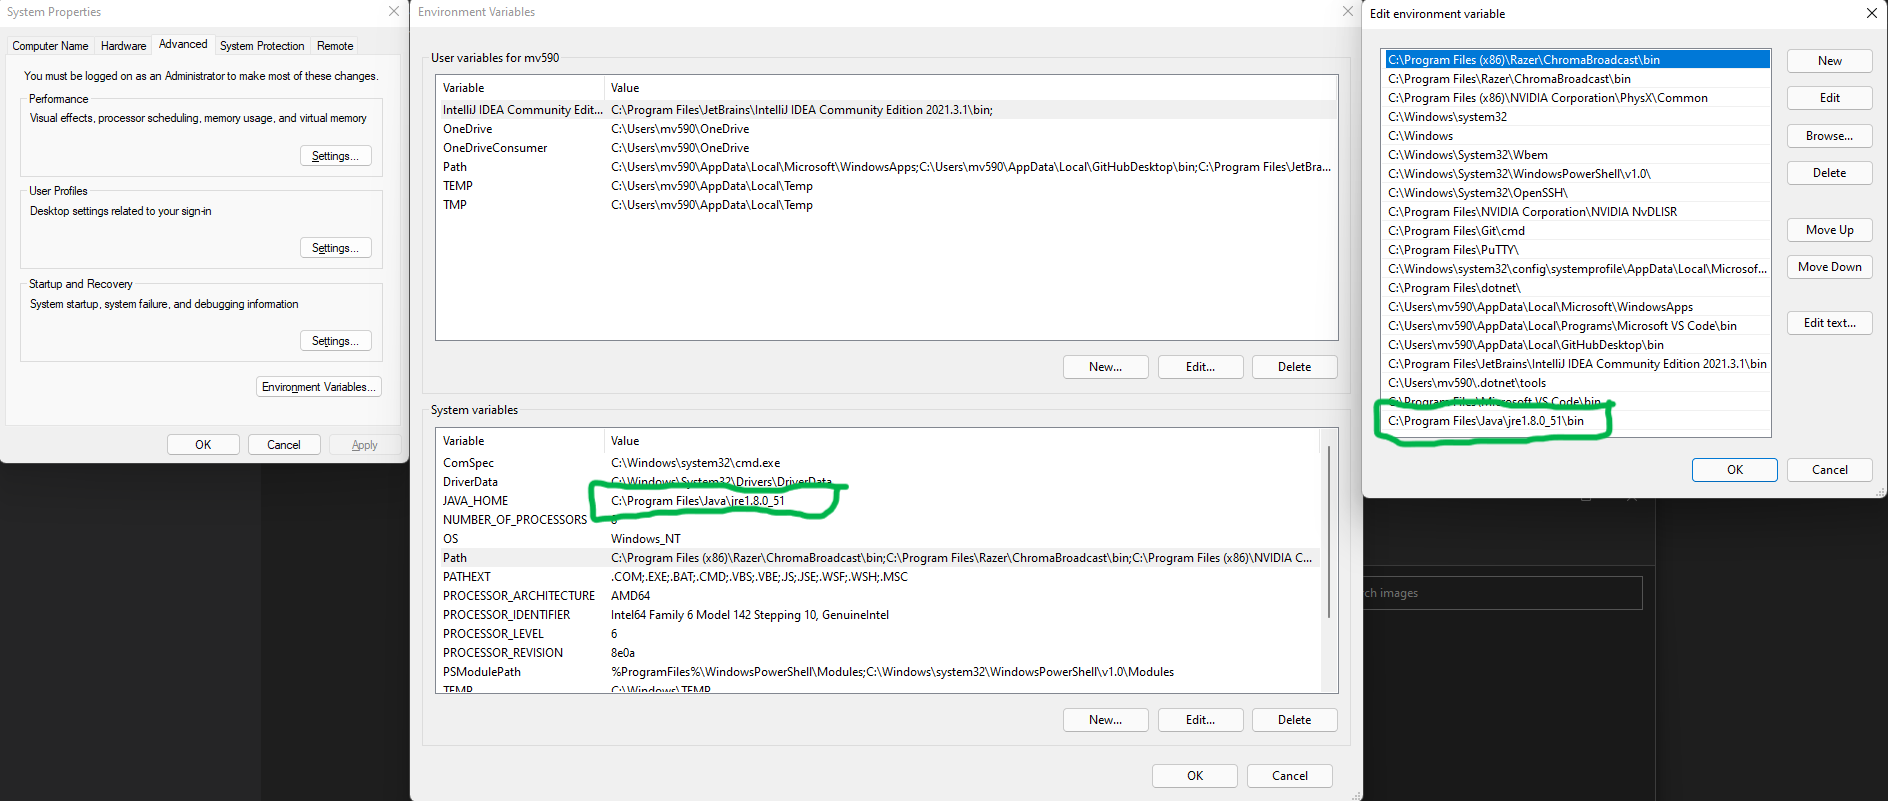 System Properties
Computer Name Hardware Advanced System Protection Remote
You must be logged on as an Administrator to make most of these changes.
Performance
Visual effects, processor scheduling, memory usage, and virtual memory
Settings...
User Profiles
Desktop settings related to your sign-in
Settings...
Startup and Recovery
System startup, system failure, and debugging information
Settings...
Environment Variables...
OK Cancel Apply
Environment Variables
User variables for mv590
Variable Value
IntelliJ IDEA Community Edit... C:\Program Files\JetBrains\IntelliJ IDEA Community Edition 2021.3.1\bin;
OneDrive C:\Users\mv590\OneDrive
OneDriveConsumer C:\Users\mv590\OneDrive
Path C:\Users\mv590\AppData\Local\Microsoft\WindowsApps;C:\Users\mv590\AppData\Local\GitHubDesktop\bin;C:\Program Files\JetBra...
TEMP C:\Users\mv590\AppData\Local\Temp
TMP C:\Users\mv590\AppData\Local\Temp
New... Edit... Delete
System variables
Variable Value
ComSpec C:\Windows\system32\cmd.exe
DriverData C:\Windows\System32\Drivers\DriverData
JAVA_HOME C:\Program Files\Java\jre1.8.0_51
NUMBER_OF_PROCESSORS
OS Windows_NT
Path C:\Program Files (x86)\Razer\ChromaBroadcast\bin;C:\Program Files\Razer\ChromaBroadcast\bin;C:\Program Files (x86)\NVIDIA C...
PATHEXT .COM;.EXE;.BAT;.CMD;.VBS;.VBE;.JS;.JSE;.WSF;.WSH;.MSC
PROCESSOR_ARCHITECTURE AMD64
PROCESSOR_IDENTIFIER Intel64 Family 6 Model 142 Stepping 10, GenuineIntel
PROCESSOR_LEVEL 6
PROCESSOR_REVISION 8e0a
PSModulePath %ProgramFiles%\WindowsPowerShell\Modules;C:\Windows\system32\WindowsPowerShell\v1.0\Modules
TEMP C:\Windows\TEMP
New... Edit... Delete
OK Cancel
Edit environment variable
C:\Program Files (x86)\Razer\ChromaBroadcast\bin
C:\Program Files\Razer\ChromaBroadcast\bin
C:\Program Files (x86)\NVIDIA Corporation\PhysX\Common
C:\Windows\system32
C:\Windows
C:\Windows\System32\Wbem
C:\Windows\System32\WindowsPowerShell\v1.0\
C:\Windows\System32\OpenSSH\
C:\Program Files\NVIDIA Corporation\NVIDIA NvDLISR
C:\Program Files\Git\cmd
C:\Program Files\PuTTY\
C:\Windows\system32\config\systemprofile\AppData\Local\Microsof...
C:\Program Files\dotnet\
C:\Users\mv590\AppData\Local\Microsoft\WindowsApps
C:\Users\mv590\AppData\Local\Programs\Microsoft VS Code\bin
C:\Users\mv590\AppData\Local\GitHubDesktop\bin
C:\Program Files\JetBrains\IntelliJ IDEA Community Edition 2021.3.1\bin
C:\Users\mv590\.dotnet\tools
C:\Program Files\Microsoft VS Code\bin
C:\Program Files\Java\jre1.8.0_51\bin
New
Edit
Browse...
Delete
Move Up
Move Down
Edit text...
OK Cancel
rch images